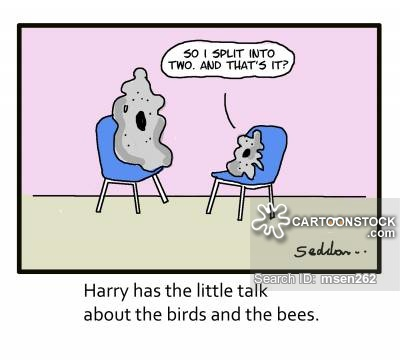 SO I SPLIT INTO
TWO. AND THAT'S IT?
CARTOONSTOCK
.com
Seddon...
Search ID: msen262
Harry has the little talk
about the birds and the bees.